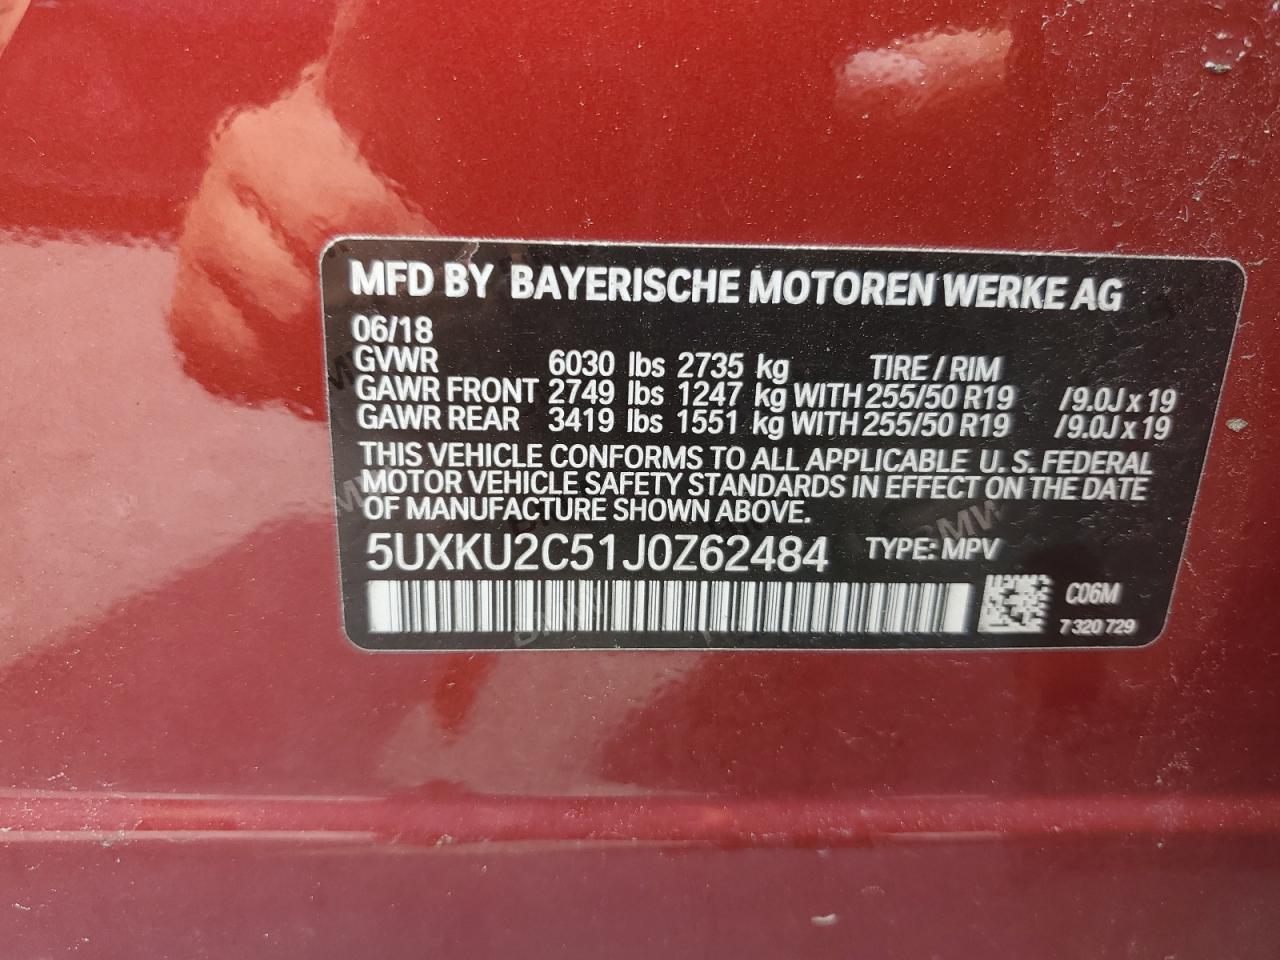 MFD BY BAYERISCHE MOTOREN WERKE AG
06/18
GVWR 6030 lbs 2735 kg TIRE / RIM
GAWR FRONT 2749 lbs 1247 kg WITH 255/50 R19 /9.0J x 19
GAWR REAR 3419 lbs 1551 kg WITH 255/50 R19 /9.0J x 19
THIS VEHICLE CONFORMS TO ALL APPLICABLE U. S. FEDERAL
MOTOR VEHICLE SAFETY STANDARDS IN EFFECT ON THE DATE
OF MANUFACTURE SHOWN ABOVE.
5UXKU2C51J0Z62484 TYPE: MPV
C06M
7 320 729